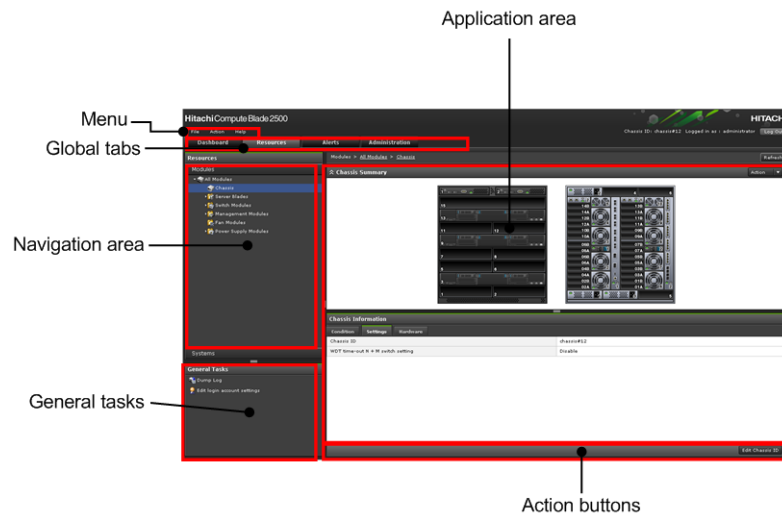 Application area
Menu
Global tabs
Navigation area
General tasks
Action buttons
Hitachi Compute Blade 2500
HITACHI
File Action Help
Chassis ID: chassis#12 Logged in as : administrator Log Out
Dashboard Resources Alerts Administration
Resources
Modules > All Modules > Chassis
Refresh
Modules
Chassis Summary
Action
All Modules
Chassis
Server Blades
Switch Modules
Management Modules
Fan Modules
Power Supply Modules
Systems
Chassis Information
Condition Settings Hardware
Chassis ID chassis#12
WDT time-out N + M switch setting Disable
General Tasks
Dump Log
Edit login account settings
Edit Chassis ID